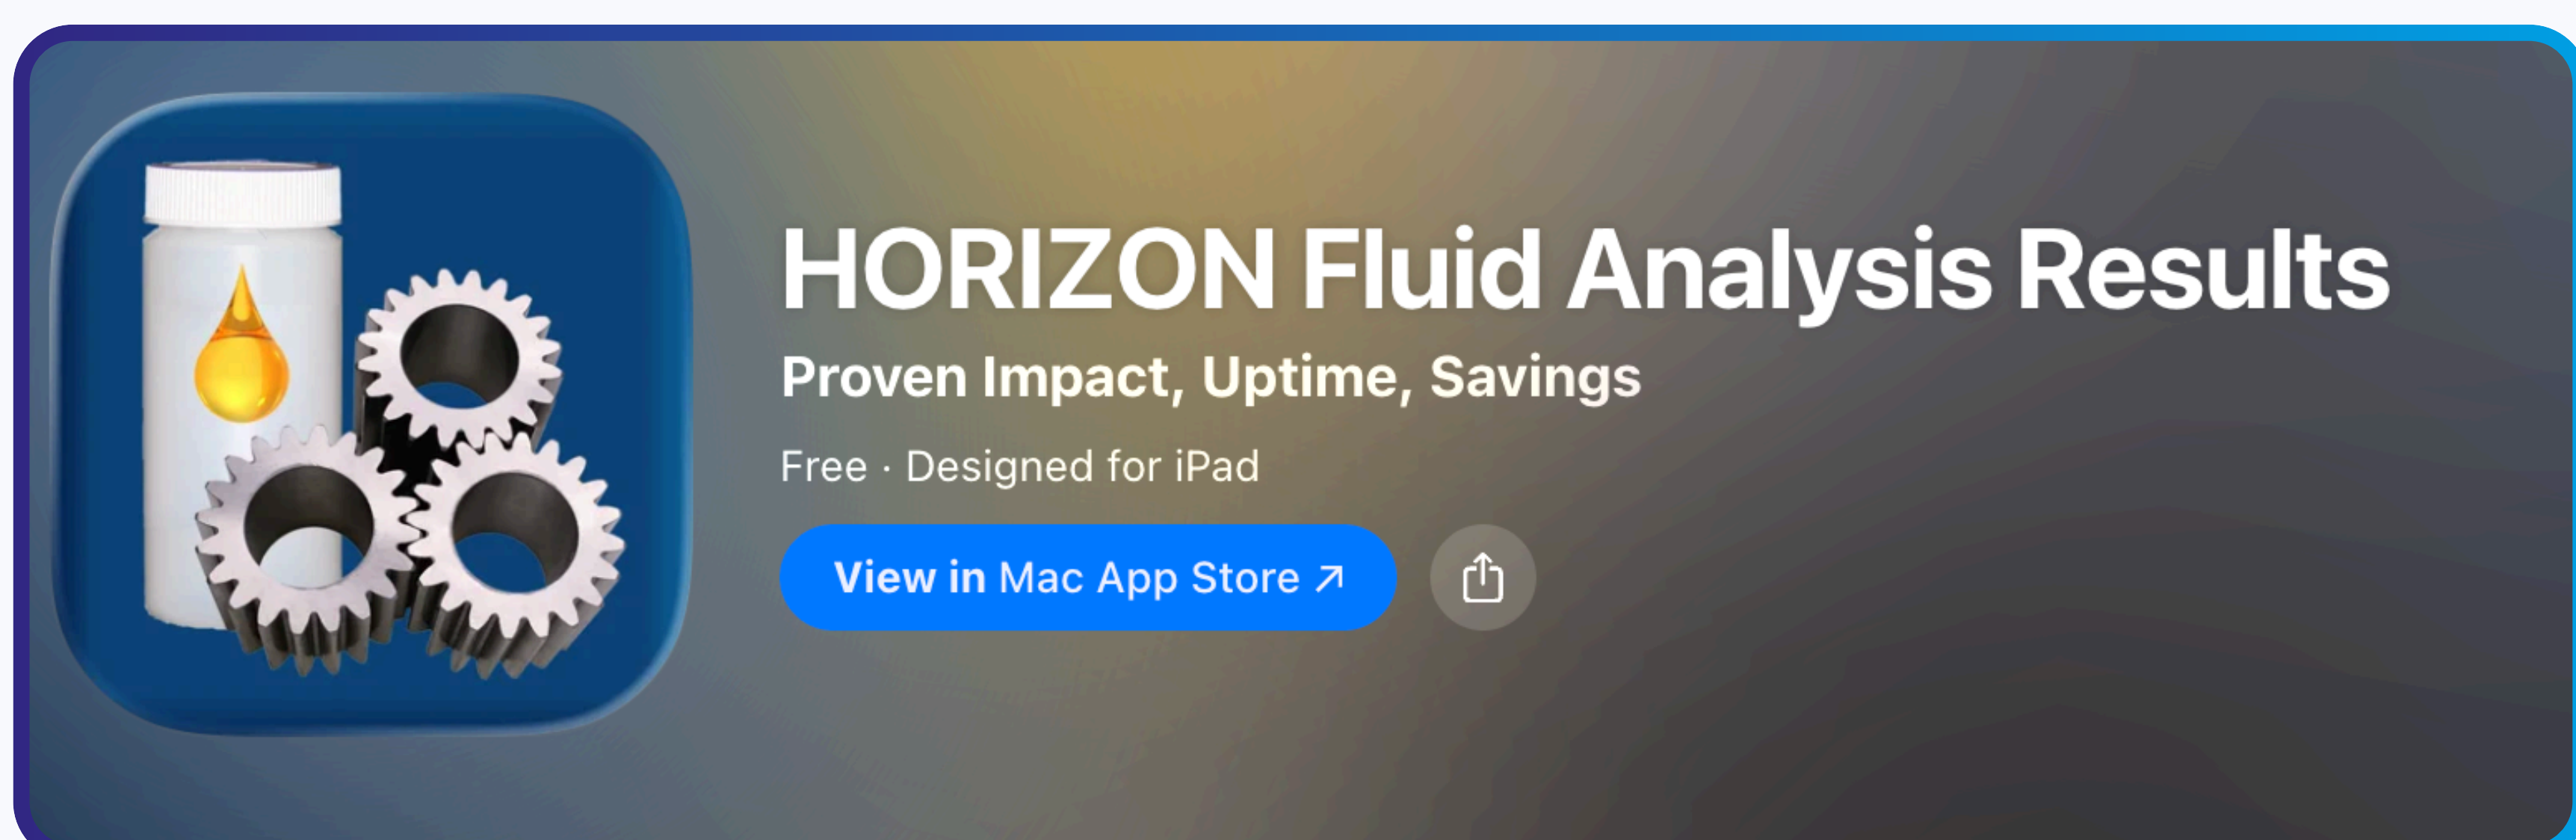 HORIZON Fluid Analysis Results
Proven Impact, Uptime, Savings
Free · Designed for iPad
View in Mac App Store ↗